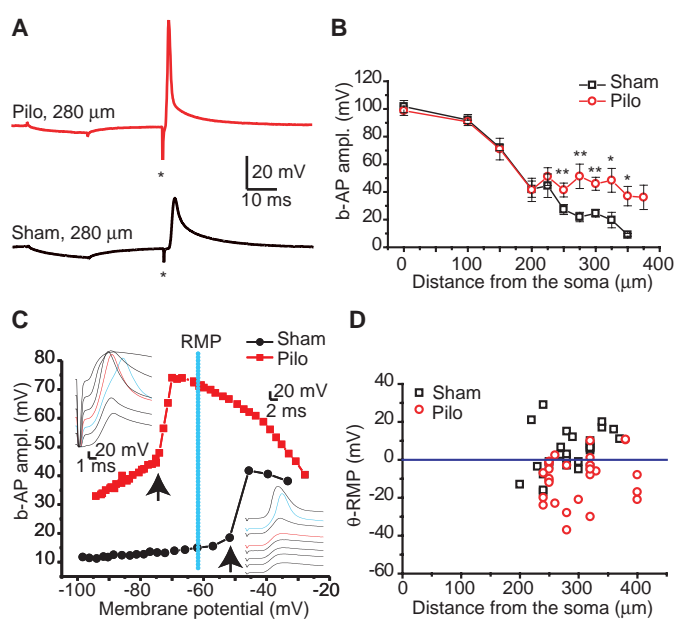 A
Pilo, 280 μm
*
20 mV
10 ms
Sham, 280 μm
*
B
Sham
Pilo
120
100
80
60
40
20
0
** ** ** * *
0 100 200 300 400
b-AP ampl. (mV)
Distance from the soma (μm)
C
RMP
Sham
Pilo
80
70
60
50
40
30
20
10
20 mV
1 ms
20 mV
2 ms
-100 -80 -60 -40 -20
b-AP ampl. (mV)
Membrane potential (mV)
D
Sham
Pilo
60
40
20
0
-20
-40
-60
0 100 200 300 400
θ-RMP (mV)
Distance from the soma (μm)